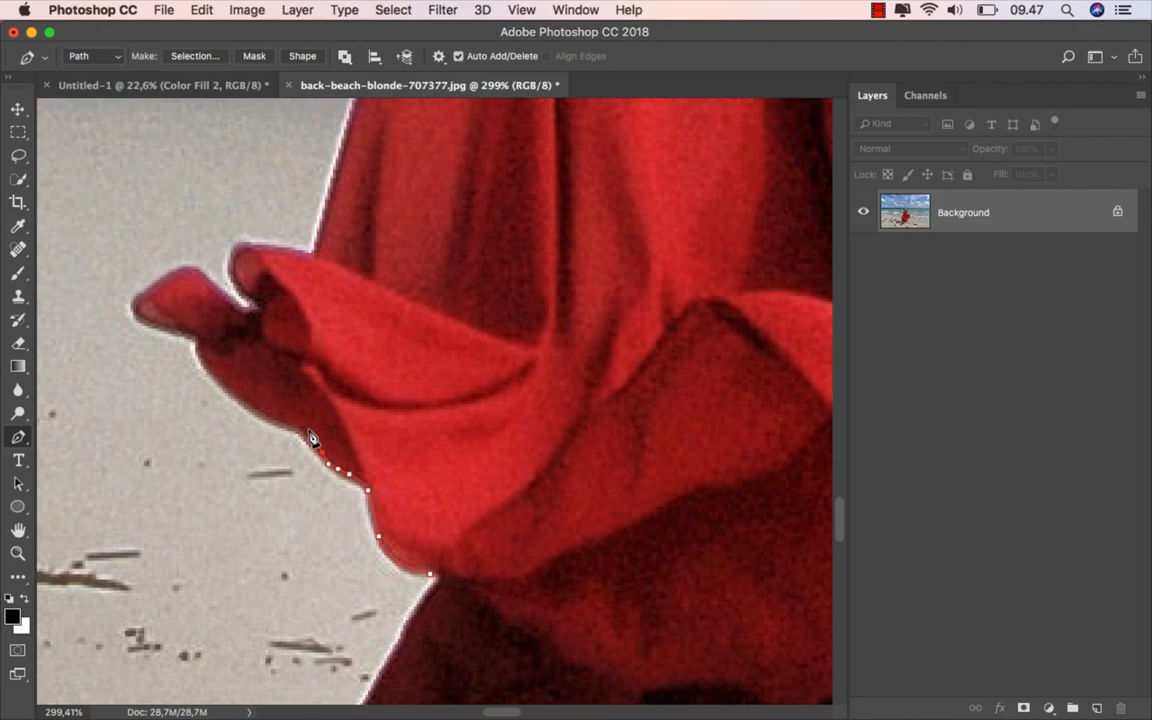 Photoshop CC File Edit Image Layer Type Select Filter 3D View Window Help 09.47
Adobe Photoshop CC 2018
Path Make: Selection... Mask Shape Auto Add/Delete Align Edges
Untitled-1 @ 22,6% (Color Fill 2, RGB/8) * back-beach-blonde-707377.jpg @ 299% (RGB/8) *
Layers Channels
Kind
Normal Opacity: 100%
Lock: Fill: 100%
Background
299,41% Doc: 28,7M/28,7M